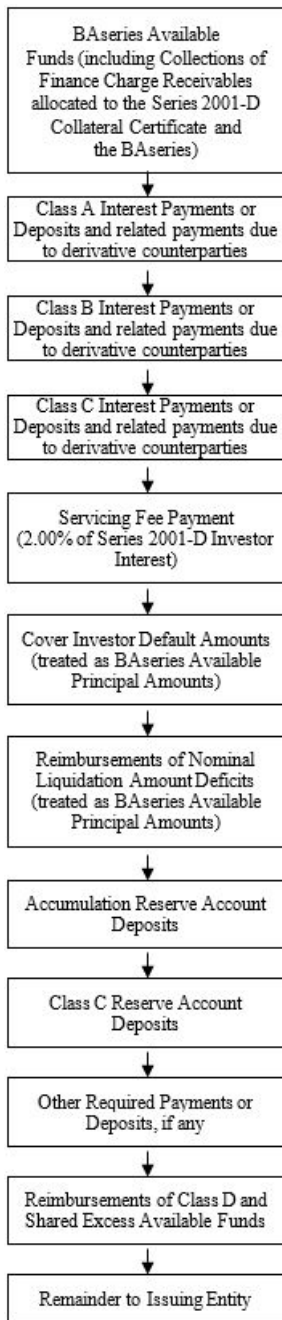 BAseries Available
Funds (including Collections of
Finance Charge Receivables
allocated to the Series 2001-D
Collateral Certificate and
the BAseries)
Class A Interest Payments or
Deposits and related payments due
to derivative counterparties
Class B Interest Payments or
Deposits and related payments due
to derivative counterparties
Class C Interest Payments or
Deposits and related payments due
to derivative counterparties
Servicing Fee Payment
(2.00% of Series 2001-D Investor
Interest)
Cover Investor Default Amounts
(treated as BAseries Available
Principal Amounts)
Reimbursements of Nominal
Liquidation Amount Deficits
(treated as BAseries Available
Principal Amounts)
Accumulation Reserve Account
Deposits
Class C Reserve Account
Deposits
Other Required Payments or
Deposits, if any
Reimbursements of Class D and
Shared Excess Available Funds
Remainder to Issuing Entity